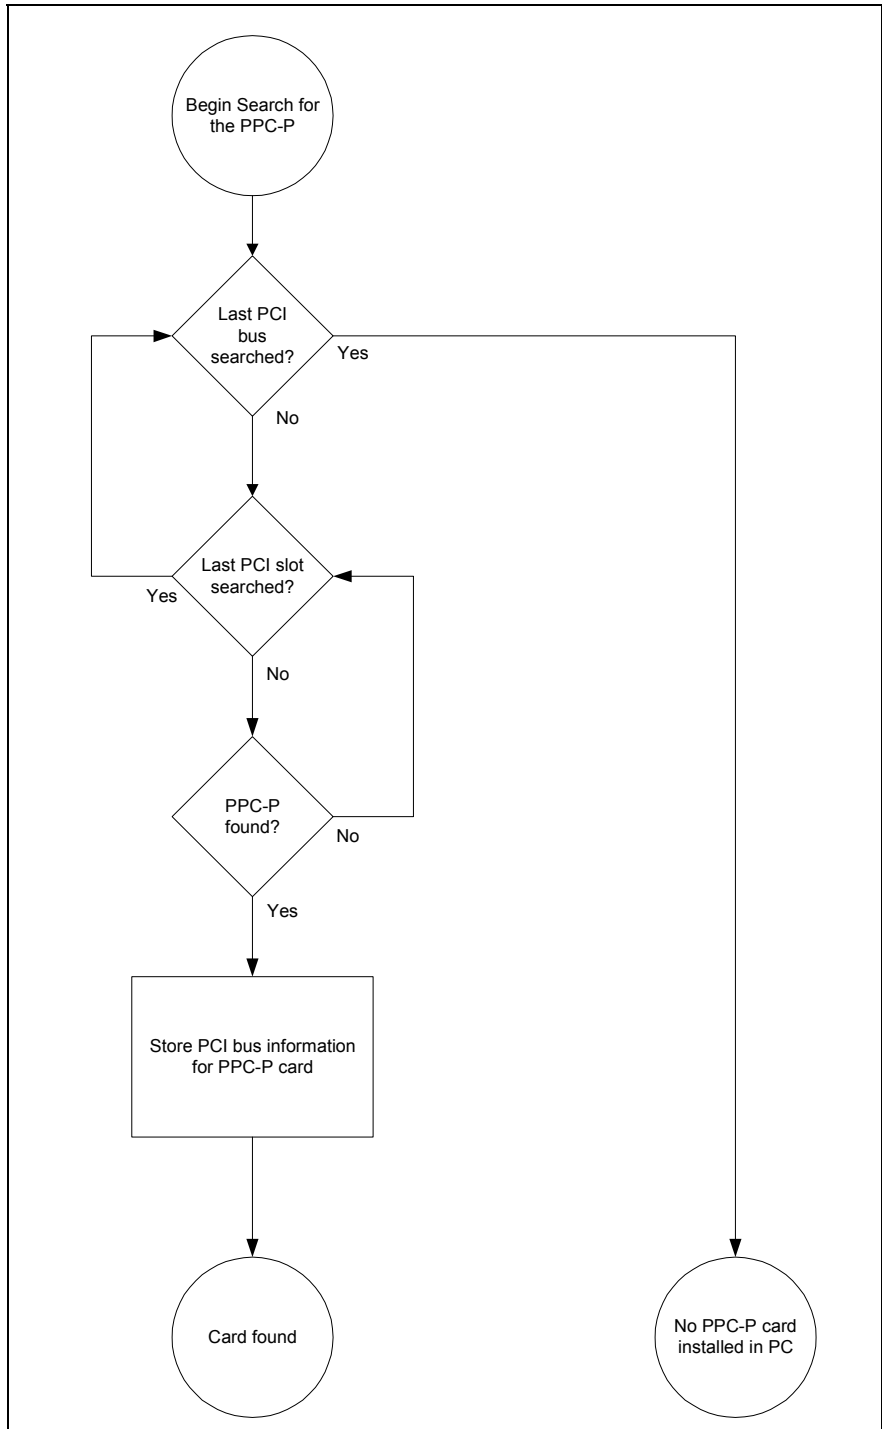 Begin Search for
the PPC-P
Last PCI
bus
searched?
Yes
No
Last PCI slot
searched?
Yes
No
PPC-P
found?
No
Yes
Store PCI bus information
for PPC-P card
Card found
No PPC-P card
installed in PC